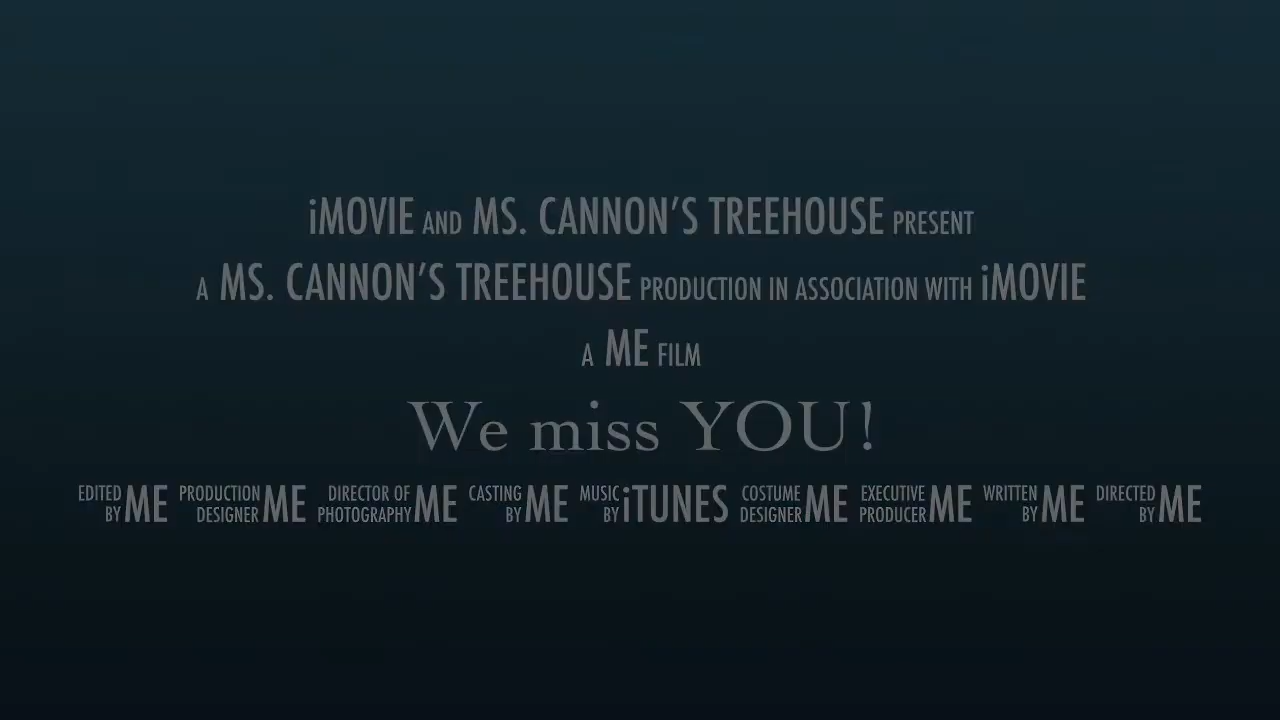 iMOVIE AND MS. CANNON'S TREEHOUSE PRESENT
A MS. CANNON'S TREEHOUSE PRODUCTION IN ASSOCIATION WITH iMOVIE
A ME FILM
We miss YOU!
EDITED BY ME PRODUCTION DESIGNER ME DIRECTOR OF PHOTOGRAPHY ME CASTING BY ME MUSIC BY iTUNES COSTUME DESIGNER ME EXECUTIVE PRODUCER ME WRITTEN BY ME DIRECTED BY ME